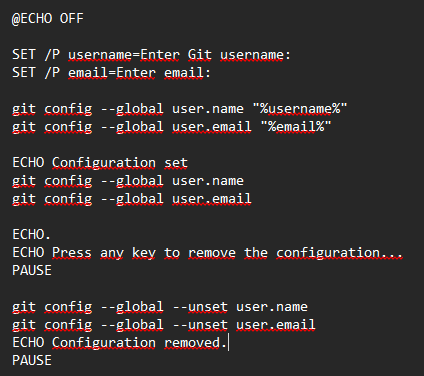 @ECHO OFF
SET /P username=Enter Git username:
SET /P email=Enter email:
git config --global user.name "%username%"
git config --global user.email "%email%"
ECHO Configuration set
git config --global user.name
git config --global user.email
ECHO.
ECHO Press any key to remove the configuration...
PAUSE
git config --global --unset user.name
git config --global --unset user.email
ECHO Configuration removed.
PAUSE